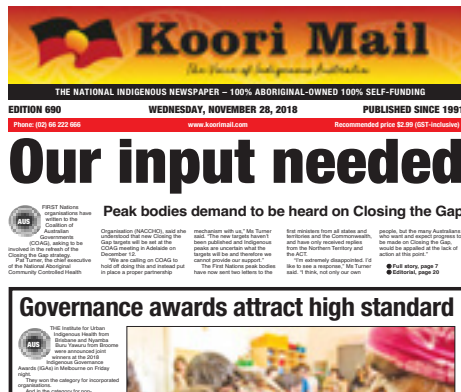 Koori Mail
The Voice of Indigenous Australia
THE NATIONAL INDIGENOUS NEWSPAPER – 100% ABORIGINAL-OWNED 100% SELF-FUNDING
EDITION 690 WEDNESDAY, NOVEMBER 28, 2018 PUBLISHED SINCE 1991
Phone: (02) 66 222 666 www.koorimail.com Recommended price $2.99 (GST-inclusive)
Our input needed
Peak bodies demand to be heard on Closing the Gap
AUS
FIRST Nations
organisations have
written to the
Coalition of
Australian
Governments
(COAG), asking to be
involved in the refresh of the
Closing the Gap strategy.
Pat Turner, the chief executive
of the National Aboriginal
Community Controlled Health
Organisation (NACCHO), said she
understood that new Closing the
Gap targets will be set at the
COAG meeting in Adelaide on
December 12.
"We are calling on COAG to
hold off doing this and instead put
in place a proper partnership
mechanism with us," Ms Turner
said. "The new targets haven't
been published and Indigenous
peaks are uncertain what the
targets will be and therefore we
cannot provide our support."
The First Nations peak bodies
have now sent two letters to the
first ministers from all states and
territories and the Commonwealth,
and have only received replies
from the Northern Territory and
the ACT.
"I'm extremely disappointed. I'd
like to see a response," Ms Turner
said. "I think, not only our own
people, but the many Australians
who want and expect progress to
be made on Closing the Gap,
would be appalled at the lack of
action at this point."
Full story, page 7
Editorial, page 20
Governance awards attract high standard
AUS
THE Institute for Urban
Indigenous Health from
Brisbane and Nyamba
Buru Yawuru from Broome
were announced joint
winners at the 2018
Indigenous Governance
Awards (IGAs) in Melbourne on Friday
night.
They won the category for incorporated
organisations.
And in the category for non-